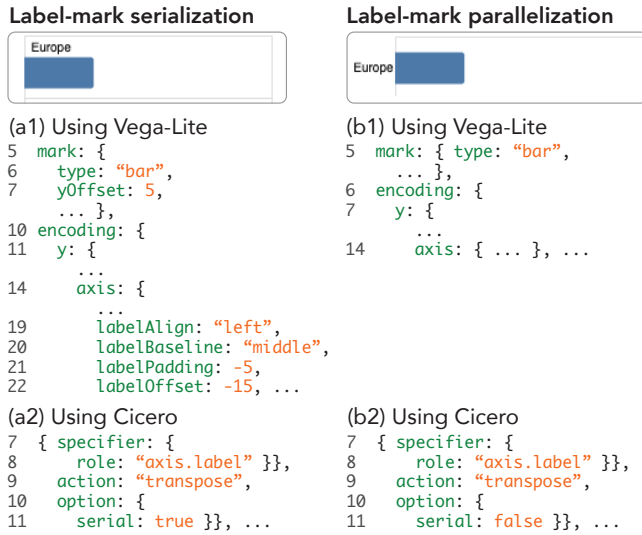 Label-mark serialization
Europe
(a1) Using Vega-Lite
5 mark: {
6 type: “bar”,
7 yOffset: 5,
... },
10 encoding: {
11 y: {
...
14 axis: {
...
19 labelAlign: “left”,
20 labelBaseline: “middle”,
21 labelPadding: -5,
22 labelOffset: -15, ...
(a2) Using Cicero
7 { specifier: {
8 role: “axis.label” }},
9 action: “transpose”,
10 option: {
11 serial: true }}, ...
Label-mark parallelization
Europe
(b1) Using Vega-Lite
5 mark: { type: “bar”,
... },
6 encoding: {
7 y: {
...
14 axis: { ... }, ...
(b2) Using Cicero
7 { specifier: {
8 role: “axis.label” }},
9 action: “transpose”,
10 option: {
11 serial: false }}, ...